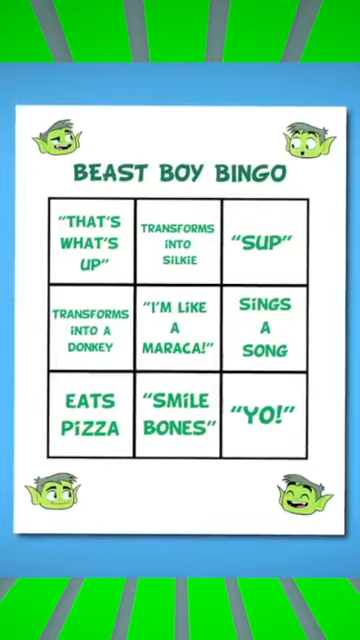 BEAST BOY BINGO
"THAT'S
WHAT'S
UP"
TRANSFORMS
INTO
SILKIE
"SUP"
TRANSFORMS
INTO A
DONKEY
"I'M LIKE
A
MARACA!"
SINGS
A
SONG
EATS
PIZZA
"SMILE
BONES"
"YO!"